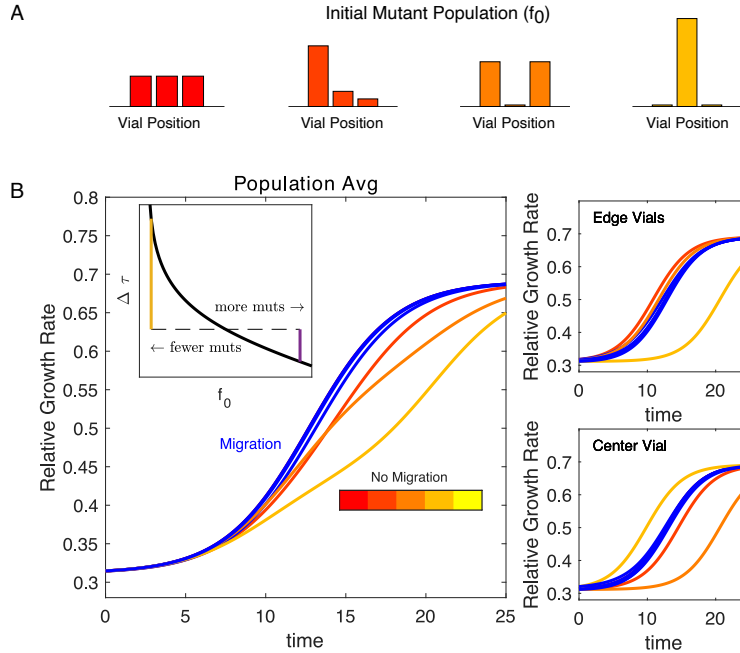 A
Initial Mutant Population (f0)
Vial Position
Vial Position
Vial Position
Vial Position
B
Population Avg
0.8
0.75
0.7
0.65
0.6
0.55
0.5
0.45
0.4
0.35
0.3
Relative Growth Rate
0
5
10
15
20
25
time
Δ τ
more muts →
← fewer muts
f0
Migration
No Migration
Edge Vials
Relative Growth Rate
0.7
0.6
0.5
0.4
0.3
0
10
20
time
Center Vial
Relative Growth Rate
0.7
0.6
0.5
0.4
0.3
0
10
20
time